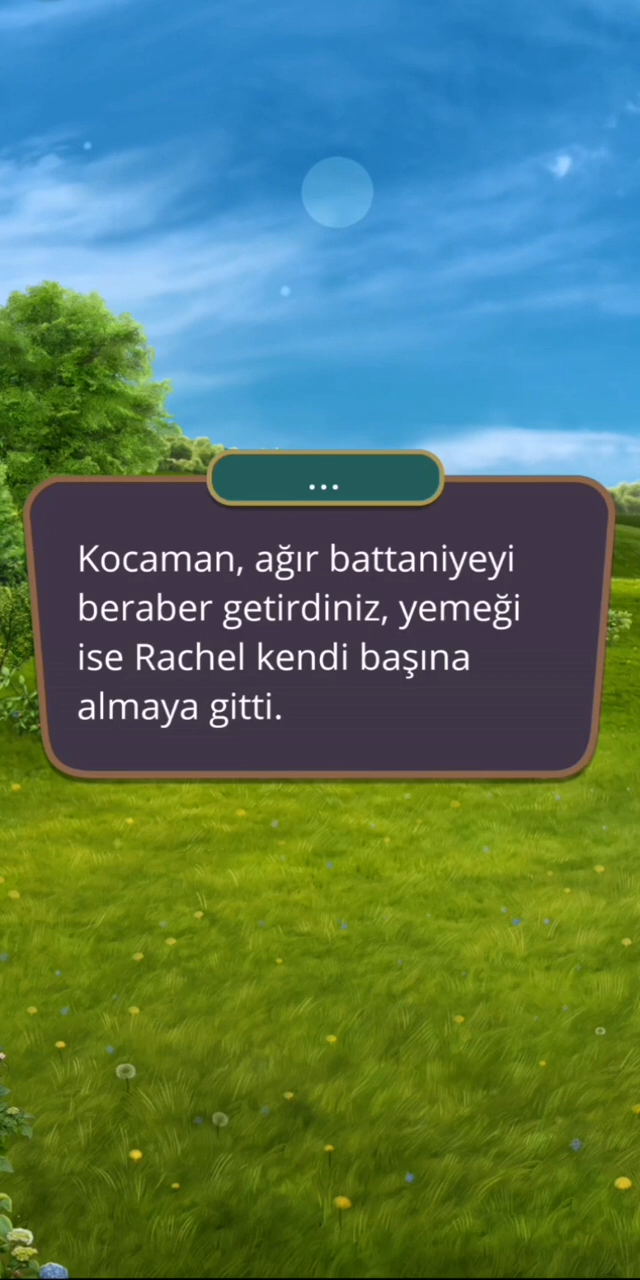 ...
Kocaman, ağır battaniyeyi
beraber getirdiniz, yemeği
ise Rachel kendi başına
almaya gitti.